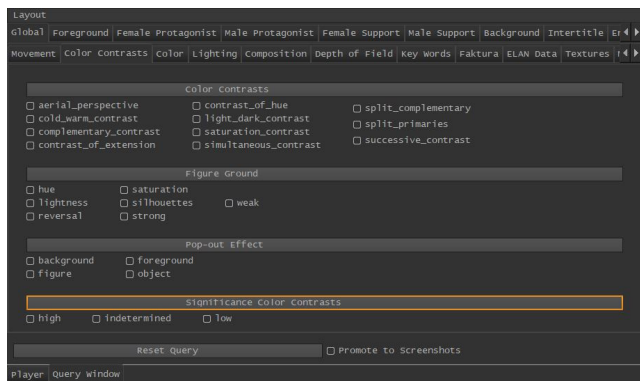 Layout
Global Foreground Female Protagonist Male Protagonist Female Support Male Support Background Intertitle
Movement Color Contrasts Color Lighting Composition Depth of Field Key Words Faktura ELAN Data Textures
Color Contrasts
aerial_perspective contrast_of_hue split_complementary
cold_warm_contrast light_dark_contrast split_primaries
complementary_contrast saturation_contrast successive_contrast
contrast_of_extension simultaneous_contrast
Figure Ground
hue saturation
lightness silhouettes weak
reversal strong
Pop-out Effect
background foreground
figure object
Significance Color Contrasts
high indetermined low
Reset Query Promote to Screenshots
Player Query Window